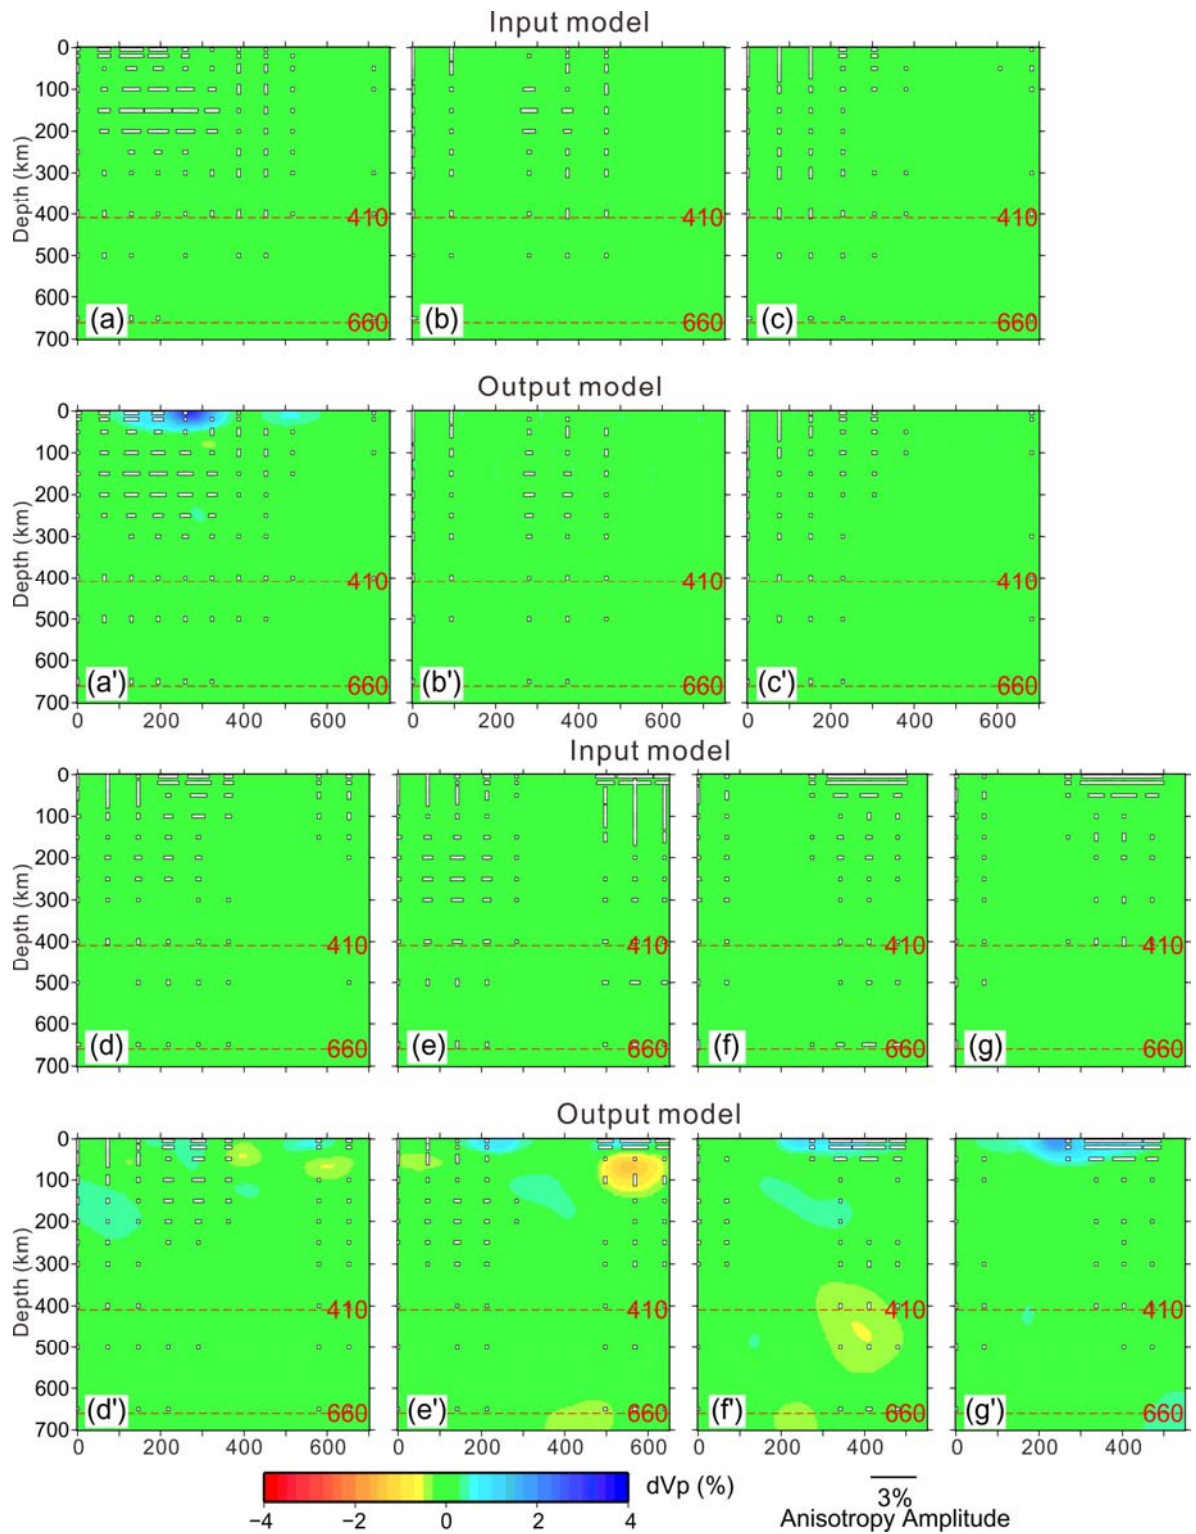 Input model
0
100
200
300
400
500
600
700
Depth (km)
410
660
(a)
410
660
(b)
410
660
(c)
Output model
0
100
200
300
400
500
600
700
Depth (km)
410
660
(a')
410
660
(b')
410
660
(c')
0 200 400 600 0 200 400 600 0 200 400 600
Input model
0
100
200
300
400
500
600
700
Depth (km)
410
660
(d)
410
660
(e)
410
660
(f)
410
660
(g)
Output model
0
100
200
300
400
500
600
700
Depth (km)
410
660
(d')
410
660
(e')
410
660
(f')
410
660
(g')
0 200 400 600 0 200 400 600 0 200 400 0 200 400
−4 −2 0 2 4
dVp (%)
3%
Anisotropy Amplitude